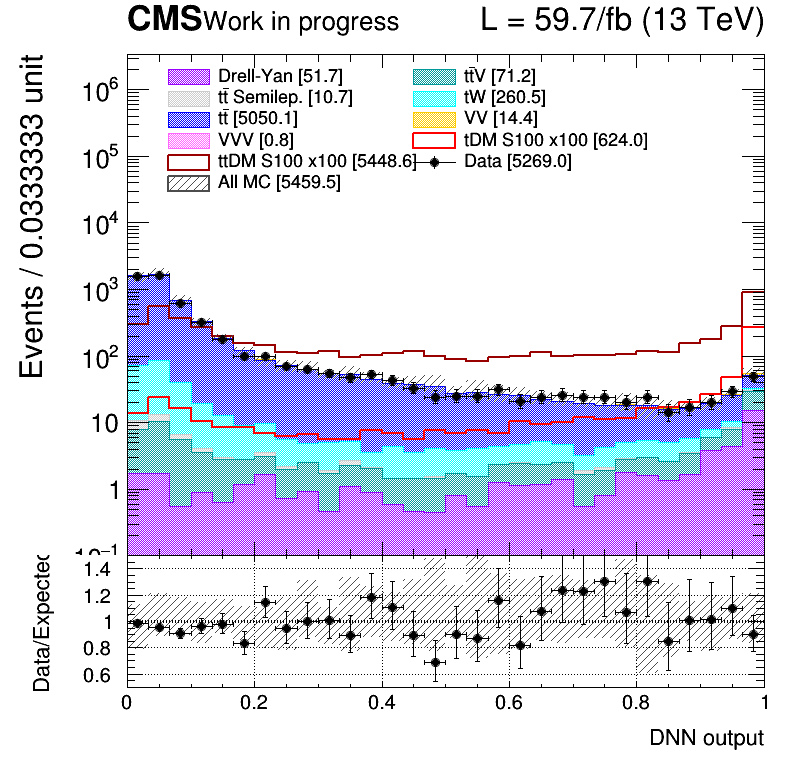 CMS Work in progress L = 59.7/fb (13 TeV)
Events / 0.0333333 unit
10⁶
10⁵
10⁴
10³
10²
10
1
10⁻¹
Drell-Yan [51.7] tt̄V [71.2]
tt̄ Semilep. [10.7] tW [260.5]
tt̄ [5050.1] VV [14.4]
VVV [0.8] tDM S100 x100 [624.0]
ttDM S100 x100 [5448.6] Data [5269.0]
All MC [5459.5]
Data/Expected
1.4
1.2
1
0.8
0.6
0 0.2 0.4 0.6 0.8 1
DNN output